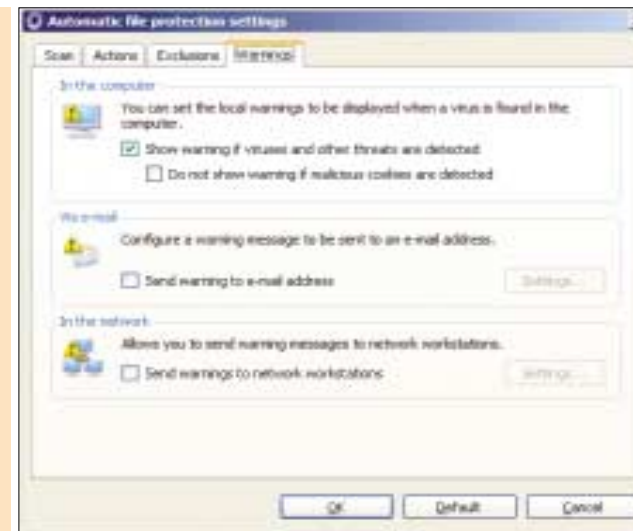 Automatic file protection settings
Scan
Actions
Exclusions
Warnings
In the computer
You can set the local warnings to be displayed when a virus is found in the
computer.
Show warning if viruses and other threats are detected
Do not show warning if malicious cookies are detected
Via e-mail
Configure a warning message to be sent to an e-mail address.
Send warning to e-mail address
Settings...
In the network
Allows you to send warning messages to network workstations.
Send warnings to network workstations
Settings...
OK
Default
Cancel